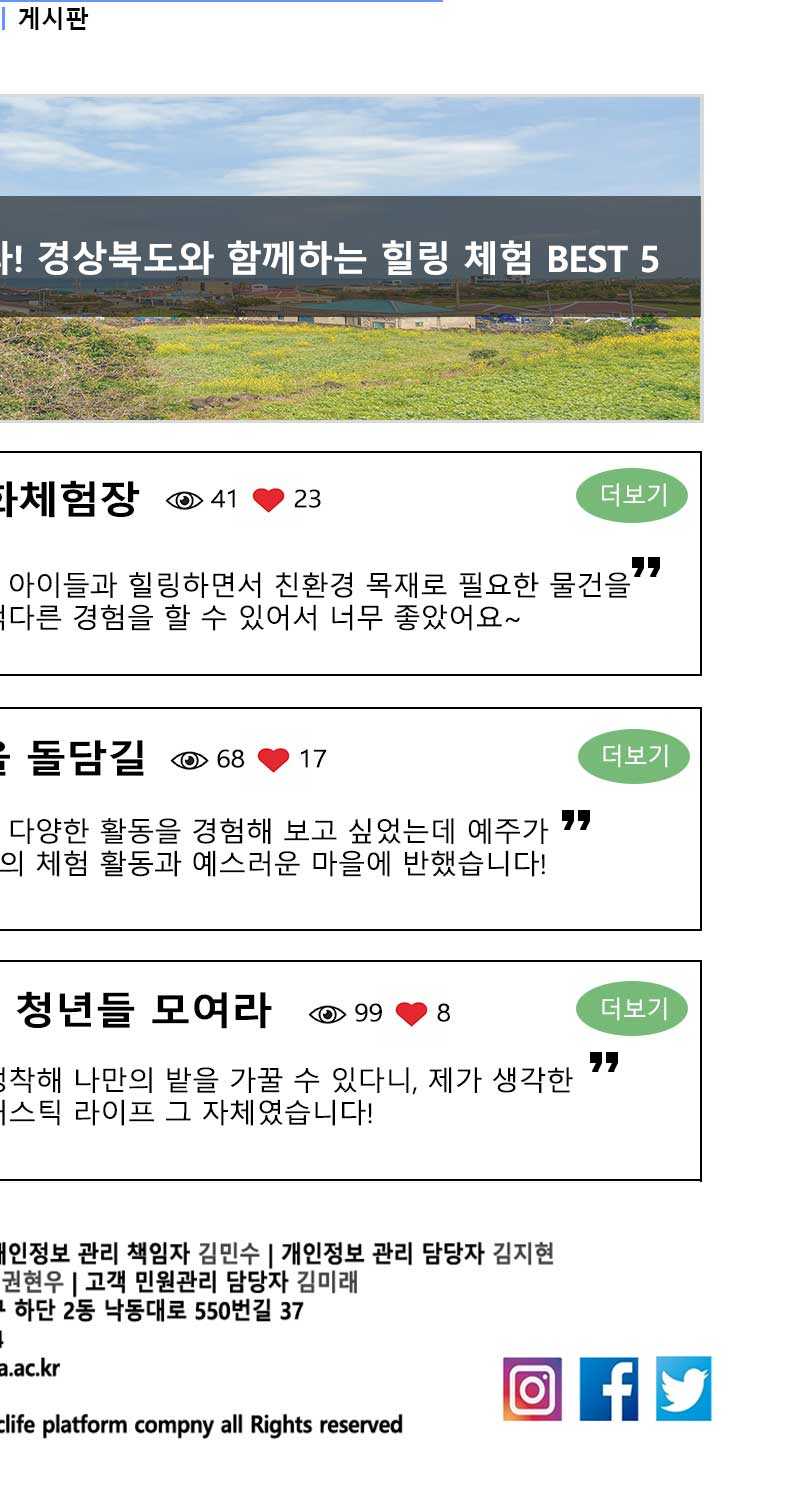 | 게시판
! 경상북도와 함께하는 힐링 체험 BEST 5
화체험장 41 23 더보기
아이들과 힐링하면서 친환경 목재로 필요한 물건을 ”
색다른 경험을 할 수 있어서 너무 좋았어요~
돌담길 68 17 더보기
다양한 활동을 경험해 보고 싶었는데 예주가 ”
의 체험 활동과 예스러운 마을에 반했습니다!
청년들 모여라 99 8 더보기
정착해 나만의 밭을 가꿀 수 있다니, 제가 생각한 ”
라이프 그 자체였습니다!
개인정보 관리 책임자 김민수 | 개인정보 관리 담당자 김지현
권현우 | 고객 민원관리 담당자 김미래
하단 2동 낙동대로 550번길 37
4
a.ac.kr
clife platform compny all Rights reserved